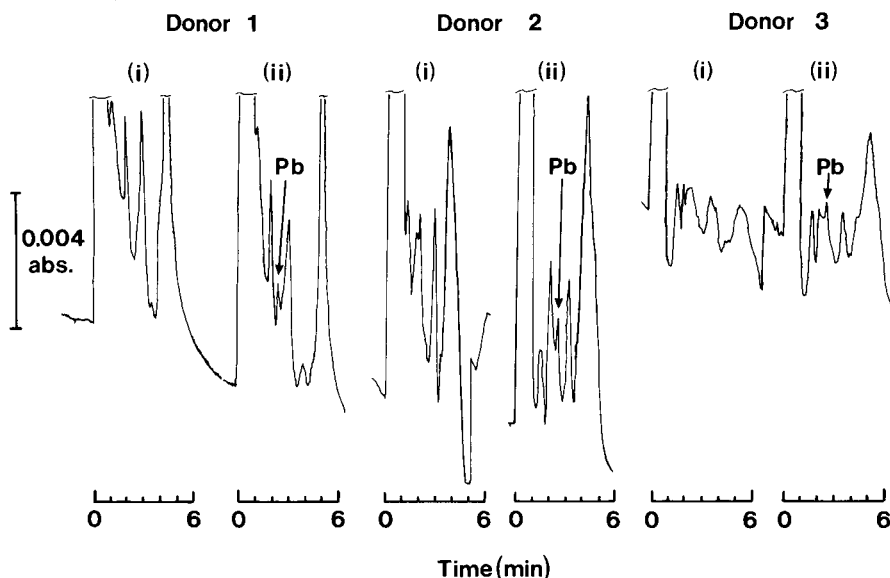 Donor 1 Donor 2 Donor 3
(i) (ii) (i) (ii) (i) (ii)
Pb Pb Pb
0.004
abs.
0 6 0 6 0 6 0 6 0 6 0 6
Time(min)